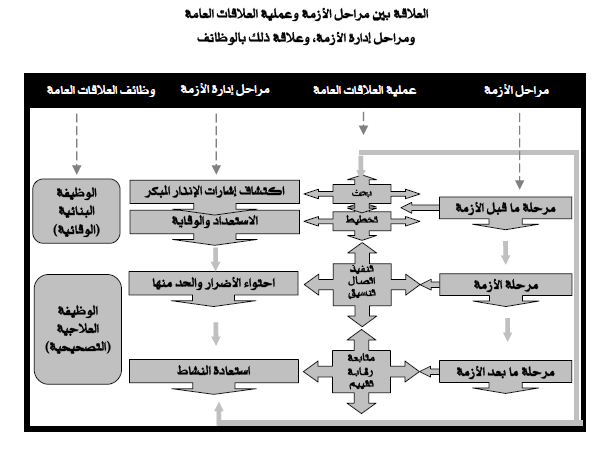 العلاقة بين مراحل الأزمة وعملية العلاقات العامة
ومراحل إدارة الأزمة، وعلاقة ذلك بالوظائف
مراحل الأزمة
عملية العلاقات العامة
مراحل إدارة الأزمة
وظائف العلاقات العامة
مرحلة ما قبل الأزمة
بحث
تخطيط
اكتشاف إشارات الإنذار المبكر
الاستعداد والوقاية
الوظيفة
البنائية
(الوقائية)
مرحلة الأزمة
تنفيذ
اتصال
تنسيق
احتواء الأضرار والحد منها
الوظيفة
العلاجية
(التصحيحية)
مرحلة ما بعد الأزمة
متابعة
رقابة
تقييم
استعادة النشاط